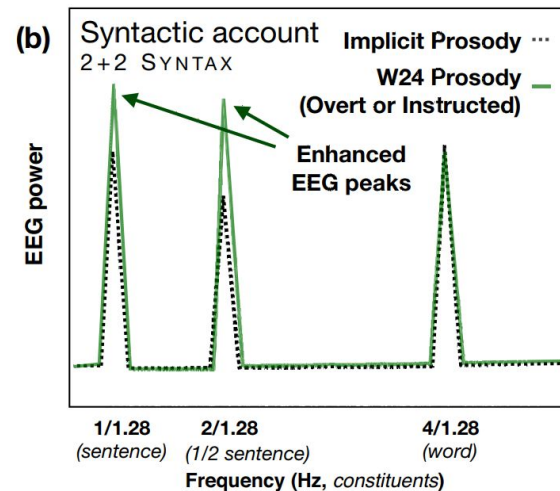 (b)
Syntactic account
2+2 SYNTAX
Implicit Prosody
W24 Prosody
(Overt or Instructed)
Enhanced
EEG peaks
EEG power
1/1.28
(sentence)
2/1.28
(1/2 sentence)
4/1.28
(word)
Frequency (Hz, constituents)